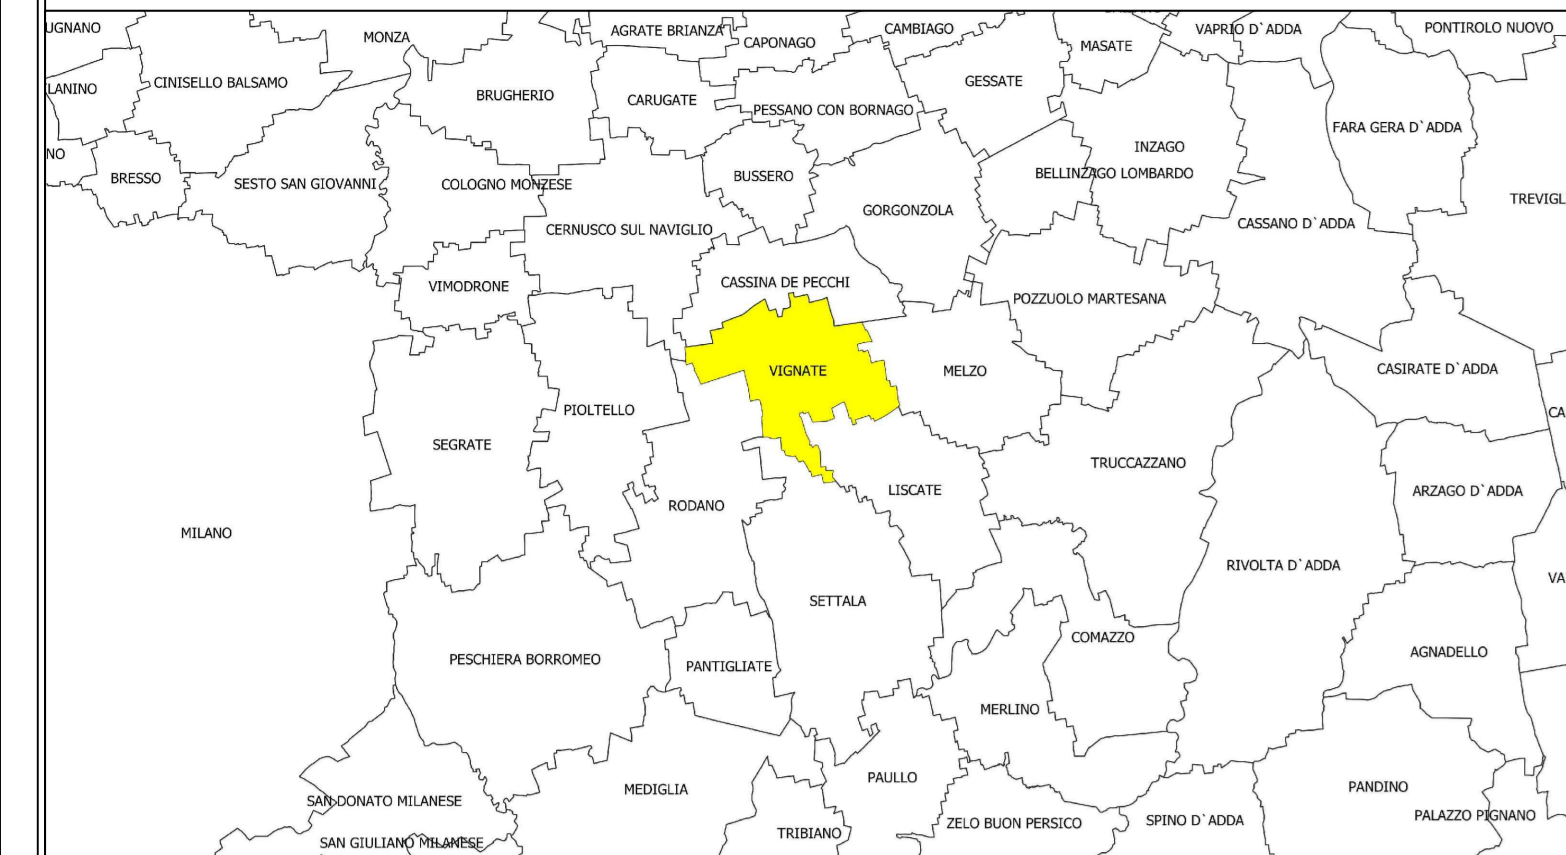 UGNANO
MONZA
AGRATE BRIANZA
CAPONAGO
CAMBIAGO
MASATE
VAPRIO D`ADDA
PONTIROLO NUOVO
LANINO
CINISELLO BALSAMO
BRUGHERIO
CARUGATE
PESSANO CON BORNAGO
GESSATE
FARA GERA D`ADDA
NO
BRESSO
SESTO SAN GIOVANNI
COLOGNO MONZESE
BUSSERO
INZAGO
BELLINZAGO LOMBARDO
TREVIGL
CERNUSCO SUL NAVIGLIO
GORGONZOLA
CASSANO D`ADDA
VIMODRONE
CASSINA DE PECCHI
POZZUOLO MARTESANA
VIGNATE
MELZO
CASIRATE D`ADDA
PIOLTELLO
CA
SEGRATE
TRUCCAZZANO
RODANO
LISCATE
ARZAGO D`ADDA
MILANO
RIVOLTA D`ADDA
VA
SETTALA
COMAZZO
PESCHIERA BORROMEO
PANTIGLIATE
AGNADELLO
MERLINO
PAULLO
MEDIGLIA
PANDINO
SAN DONATO MILANESE
PALAZZO PIGNANO
ZELO BUON PERSICO
SPINO D`ADDA
TRIBIANO
SAN GIULIANO MILANESE